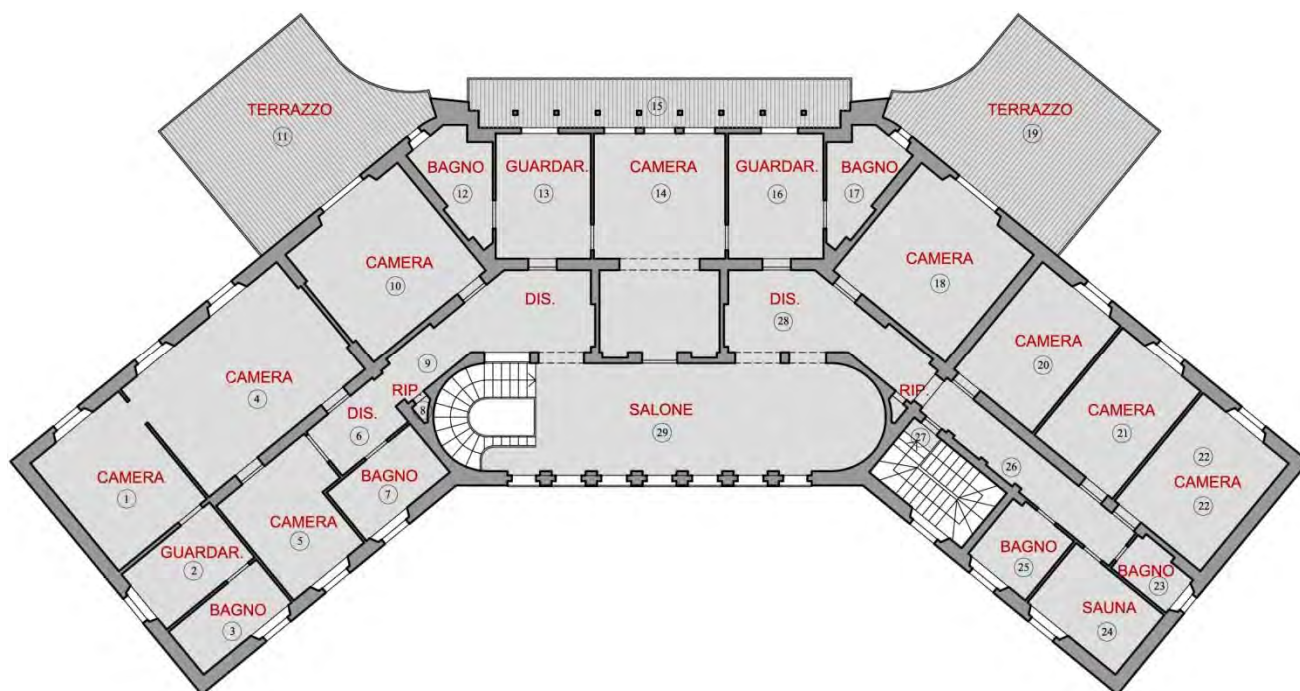 TERRAZZO
11
15
TERRAZZO
19
BAGNO
12
GUARDAR.
13
CAMERA
14
GUARDAR.
16
BAGNO
17
CAMERA
10
CAMERA
18
DIS.
DIS.
28
9
CAMERA
20
CAMERA
4
RIP.
8
RIP.
DIS.
6
SALONE
29
27
CAMERA
21
CAMERA
1
BAGNO
7
26
22
CAMERA
22
CAMERA
5
GUARDAR.
2
BAGNO
25
BAGNO
23
BAGNO
3
SAUNA
24